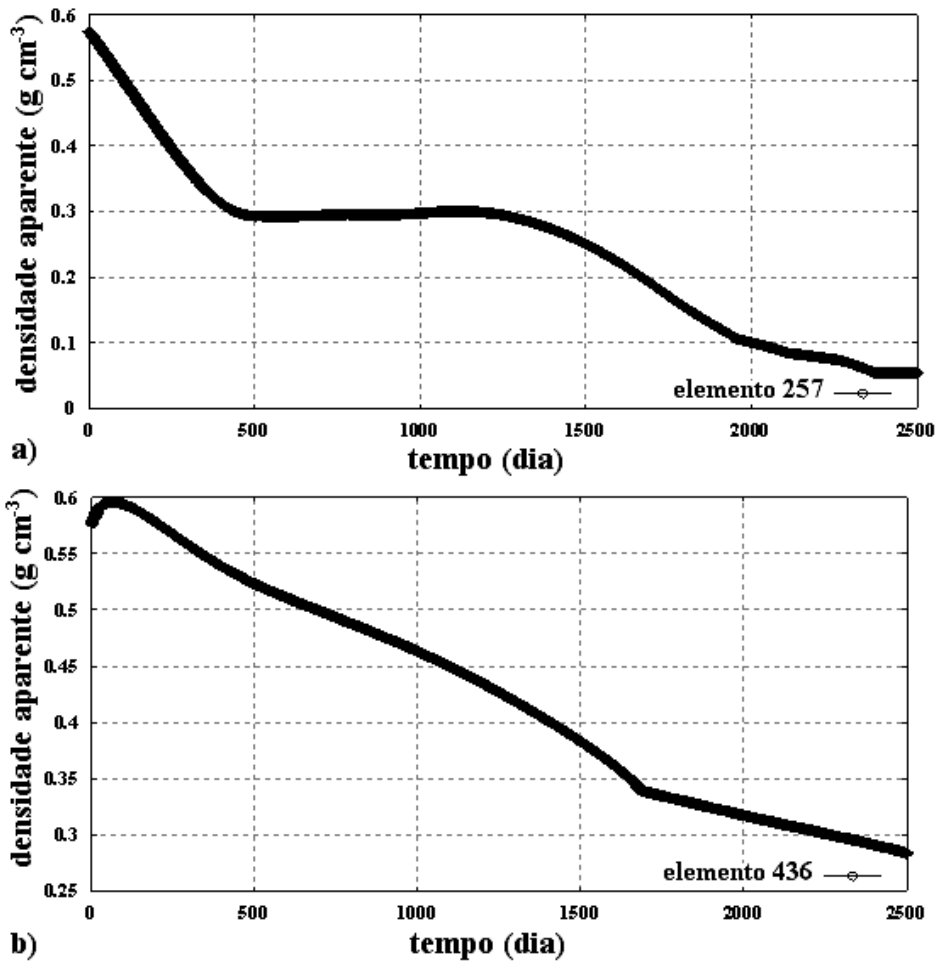 0.6
0.5
0.4
0.3
0.2
0.1
0
densidade aparente (g cm-3)
elemento 257
0 500 1000 1500 2000 2500
a)
tempo (dia)
0.6
0.55
0.5
0.45
0.4
0.35
0.3
0.25
densidade aparente (g cm-3)
elemento 436
0 500 1000 1500 2000 2500
b)
tempo (dia)